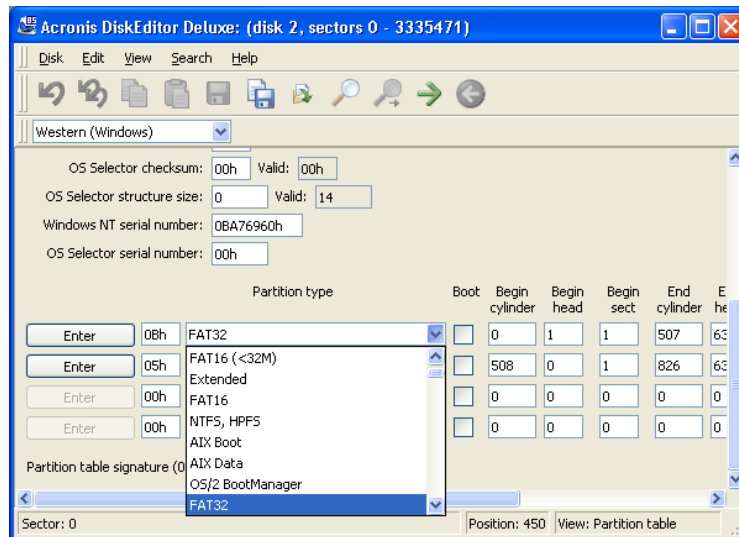 Acronis DiskEditor Deluxe: (disk 2, sectors 0 - 3335471)
Disk Edit View Search Help
Western (Windows)
OS Selector checksum: 00h Valid: 00h
OS Selector structure size: 0 Valid: 14
Windows NT serial number: 0BA76960h
OS Selector serial number: 00h
Partition type Boot Begin cylinder Begin head Begin sect End cylinder
Enter 0Bh FAT32 0 1 1 507 63
Enter 05h 508 0 1 826 63
Enter 00h 0 0 0 0 0
Enter 00h 0 0 0 0 0
FAT16 (<32M)
Extended
FAT16
NTFS, HPFS
AIX Boot
AIX Data
OS/2 BootManager
FAT32
Partition table signature (0
Sector: 0 Position: 450 View: Partition table